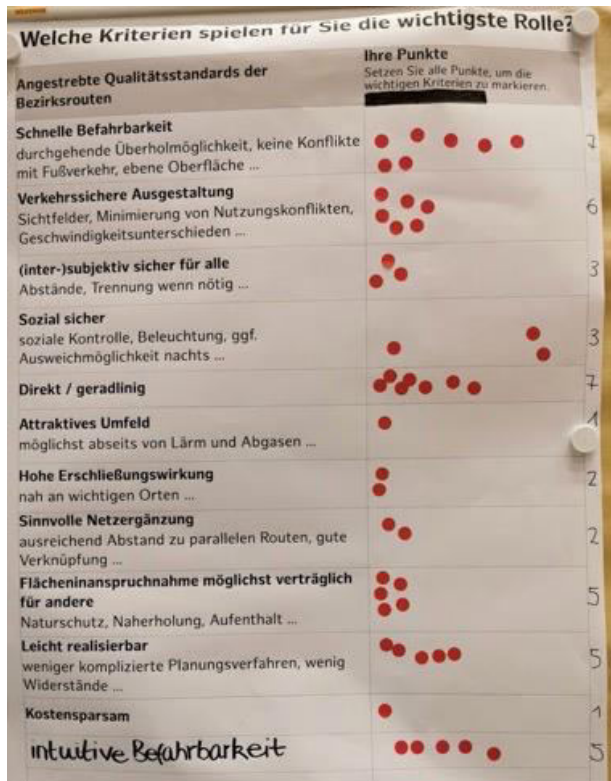 Welche Kriterien spielen für Sie die wichtigste Rolle?
Angestrebte Qualitätsstandards der
Bezirksrouten
Ihre Punkte
Setzen Sie alle Punkte, um die
wichtigen Kriterien zu markieren.
Schnelle Befahrbarkeit
durchgehende Überholmöglichkeit, keine Konflikte
mit Fußverkehr, ebene Oberfläche ...
7
Verkehrssichere Ausgestaltung
Sichtfelder, Minimierung von Nutzungskonflikten,
Geschwindigkeitsunterschieden ...
6
(inter-)subjektiv sicher für alle
Abstände, Trennung wenn nötig ...
3
Sozial sicher
soziale Kontrolle, Beleuchtung, ggf.
Ausweichmöglichkeit nachts ...
3
Direkt / geradlinig
7
Attraktives Umfeld
möglichst abseits von Lärm und Abgasen ...
1
Hohe Erschließungswirkung
nah an wichtigen Orten ...
2
Sinnvolle Netzergänzung
ausreichend Abstand zu parallelen Routen, gute
Verknüpfung ...
2
Flächeninanspruchnahme möglichst verträglich
für andere
Naturschutz, Naherholung, Aufenthalt ...
5
Leicht realisierbar
weniger komplizierte Planungsverfahren, wenig
Widerstände ...
5
Kostensparsam
1
intuitive Befahrbarkeit
5